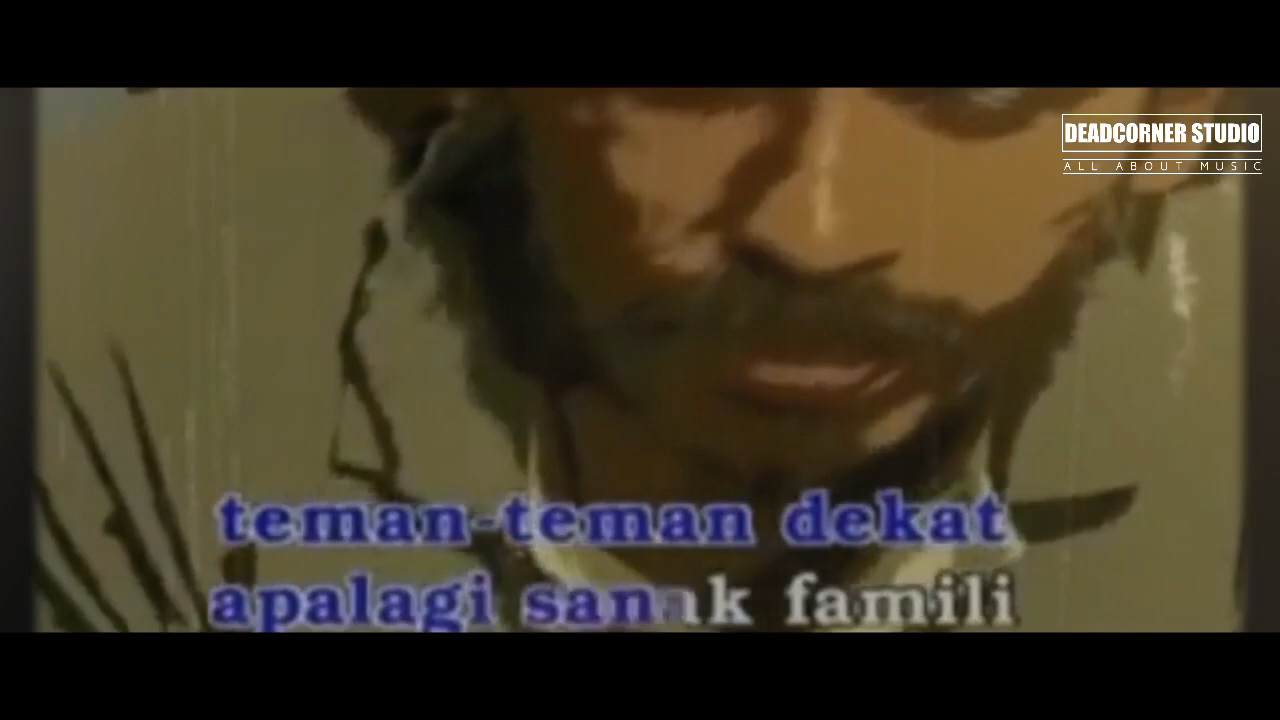 DEADCORNER STUDIO
ALL ABOUT MUSIC
teman-teman dekat
apalagi sanak famili